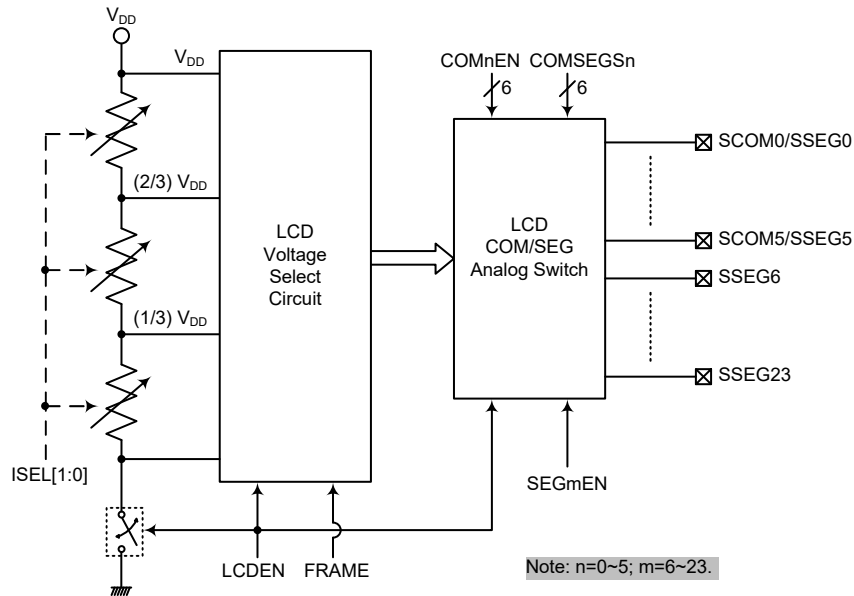 VDD
VDD
(2/3) VDD
(1/3) VDD
ISEL[1:0]
LCD
Voltage
Select
Circuit
LCDEN
FRAME
COMnEN
COMSEGSn
6
6
LCD
COM/SEG
Analog Switch
SEGmEN
SCOM0/SSEG0
SCOM5/SSEG5
SSEG6
SSEG23
Note: n=0~5; m=6~23.